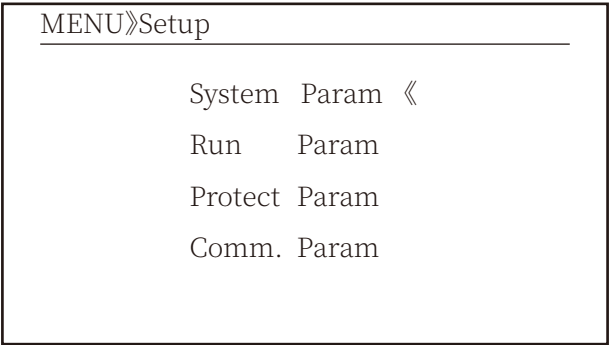 MENU》Setup
System Param 《
Run Param
Protect Param
Comm. Param